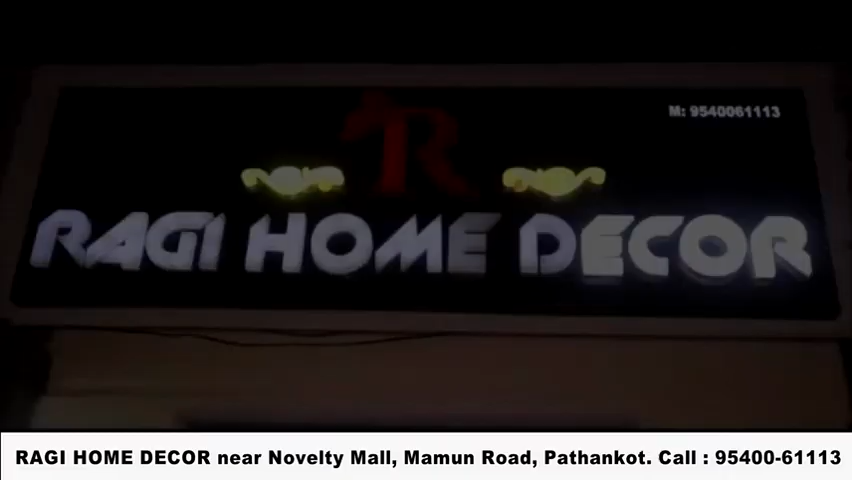 R
M: 9540061113
RAGI HOME DECOR
RAGI HOME DECOR near Novelty Mall, Mamun Road, Pathankot. Call : 95400-61113